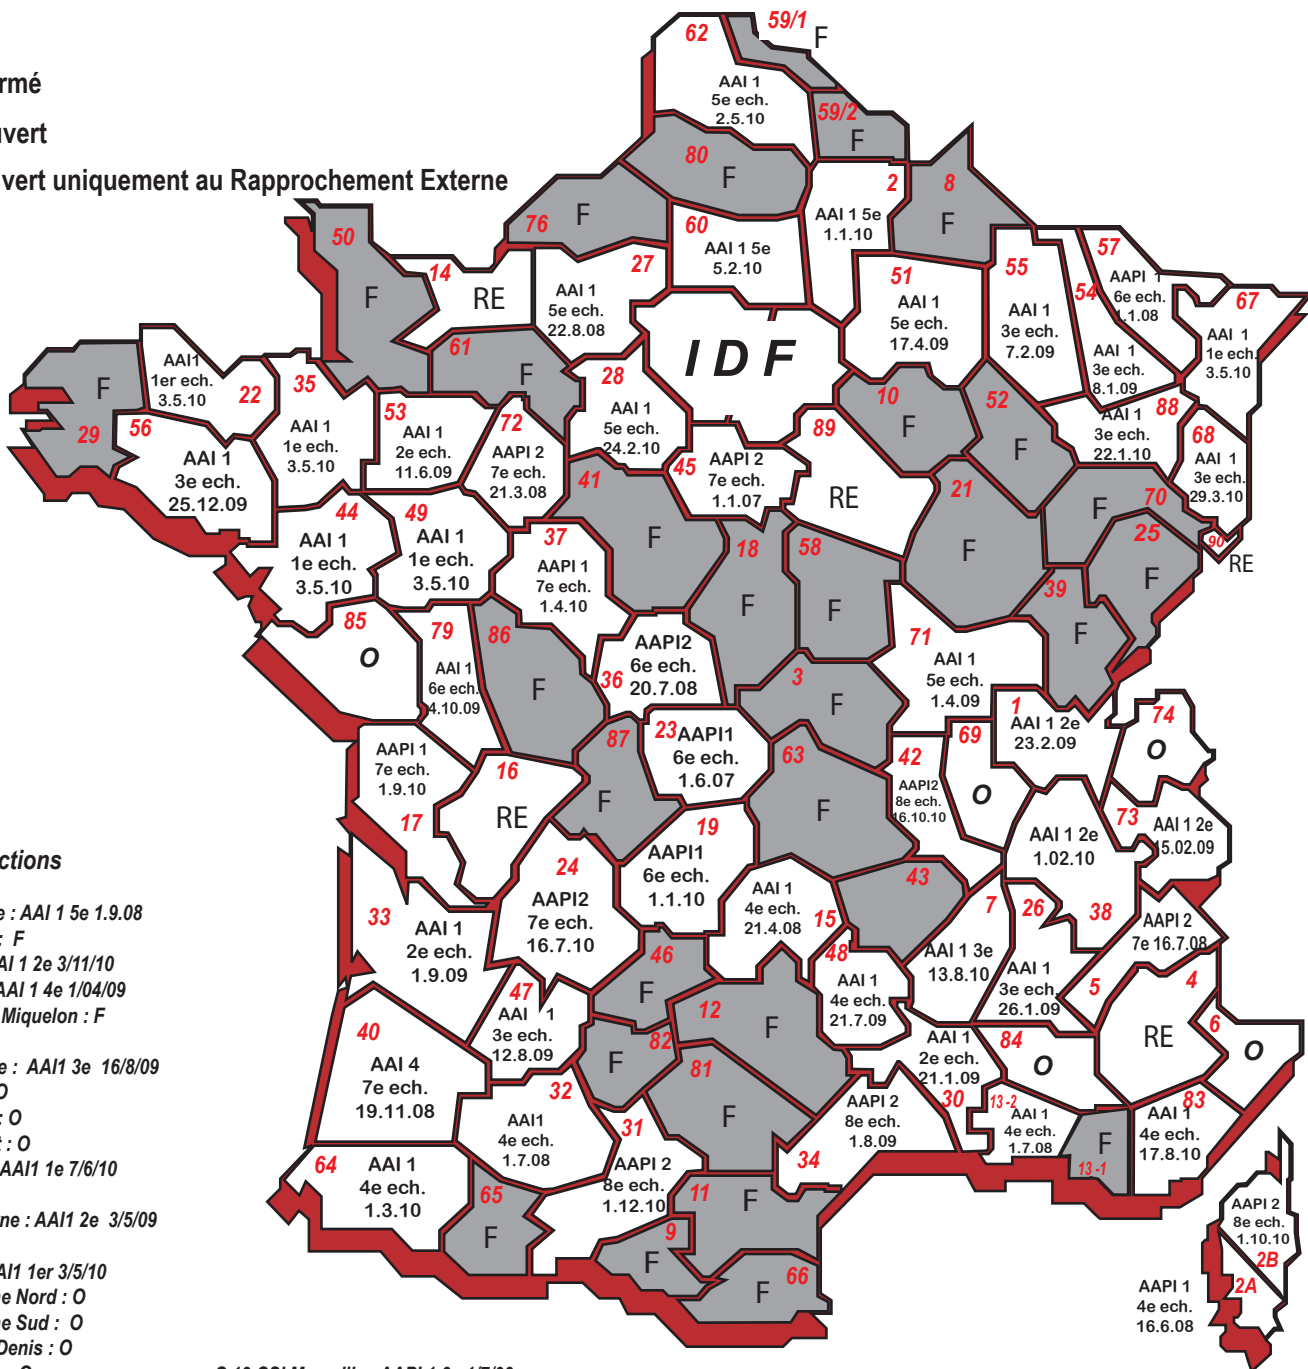 59/1
F
62
rmé
AAI 1
5e ech.
2.5.10
59/2
F
uvert
80
F
vert uniquement au Rapprochement Externe
2
8
F
50
F
76
F
60
AAI 1 5e
5.2.10
AAI 1 5e
1.1.10
14
RE
27
AAI 1
5e ech.
22.8.08
51
AAI 1
5e ech
17.4.09
55
AAI 1
3e ech.
7.2.09
57
AAPI 1
6e ech.
1.1.08
54
AAI 1
3e ech.
8.1.09
67
AAI 1
1e ech.
3.5.10
61
F
IDF
F
29
AAI1
1er ech.
3.5.10
22
35
AAI 1
1e ech.
3.5.10
28
AAI 1
5e ech.
24.2.10
10
F
52
F
88
AAI 1
3e ech.
22.1.10
53
AAI 1
2e ech.
11.6.09
72
AAPI 2
7e ech.
21.3.08
56
AAI 1
3e ech.
25.12.09
45
AAPI 2
7e ech.
1.1.07
89
RE
68
AAI 1
3e ech.
29.3.10
41
F
21
F
70
F
44
AAI 1
1e ech.
3.5.10
49
AAI 1
1e ech.
3.5.10
37
AAPI 1
7e ech.
1.4.10
18
F
58
F
25
F
90
RE
39
F
85
O
79
AAI 1
6e ech.
4.10.09
86
F
AAPI2
6e ech.
20.7.08
36
71
AAI 1
5e ech.
1.4.09
3
F
1
AAI 1 2e
23.2.09
74
O
AAPI 1
7e ech.
1.9.10
17
16
RE
87
F
23
AAPI1
6e ech.
1.6.07
63
F
42
AAPI2
8e ech.
16.10.10
69
O
73
AAI 1 2e
15.02.09
19
AAPI1
6e ech.
1.1.10
AAI 1 2e
1.02.10
38
ctions
24
AAPI2
7e ech.
16.7.10
43
AAI 1
4e ech.
21.4.08
15
e : AAI 1 5e 1.9.08
: F
AI 1 2e 3/11/10
AAI 1 4e 1/04/09
Miquelon : F
33
AAI 1
2e ech.
1.9.09
7
AAI 1 3e
13.8.10
26
AAI 1
3e ech.
26.1.09
AAPI 2
7e 16.7.08
5
46
F
48
AAI 1
4e ech.
21.7.09
4
RE
47
AAI 1
3e ech.
12.8.09
12
F
6
O
40
AAI 4
7e ech.
19.11.08
82
F
84
O
e : AAI1 3e 16/8/09
O
: O
t : O
AAI1 1e 7/6/10
81
F
AAI 1
2e ech.
21.1.09
30
32
AAI1
4e ech.
1.7.08
AAPI 2
8e ech.
1.8.09
34
13 -2
AAI 1
4e ech.
1.7.08
F
13 -1
83
AAI 1
4e ech.
17.8.10
31
AAPI 2
8e ech.
1.12.10
64
AAI 1
4e ech.
1.3.10
65
F
11
F
ne : AAI1 2e 3/5/09
9
F
66
F
AAPI 2
8e ech.
1.10.10
2B
AI1 1er 3/5/10
ne Nord : O
ne Sud : O
Denis : O
AAPI 1
4e ech.
16.6.08
2A